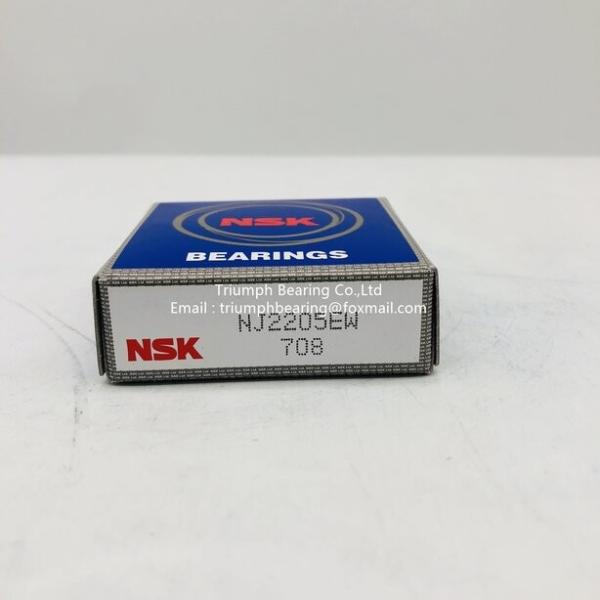 NSK
BEARINGS
Triumph Bearing Co.,Ltd
Email : triumphbearing@foxmail.com
NJ2205EW
NSK
708